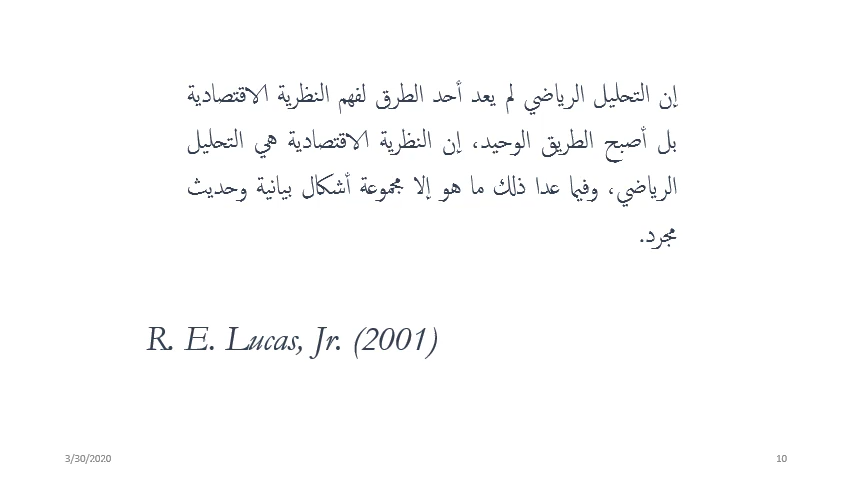 إن التحليل الرياضي لم يعد أحد الطرق لفهم النظرية الاقتصادية
بل أصبح الطريق الوحيد، إن النظرية الاقتصادية هي التحليل
الرياضي، وفيما عدا ذلك ما هو إلا مجموعة أشكال بيانية وحديث
مجرد.
R. E. Lucas, Jr. (2001)
3/30/2020
10